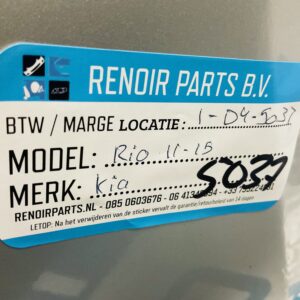 RENOIR PARTS B.V.
BTW / MARGE LOCATIE: 1-D4-5037
MODEL: Rio 11-15
MERK: Kia
5037
RENOIRPARTS.NL - 085 0603676 - 06
LETOP: Na het verwijderen van de sticker vervalt de garantie/retourbeleid van 14 dagen